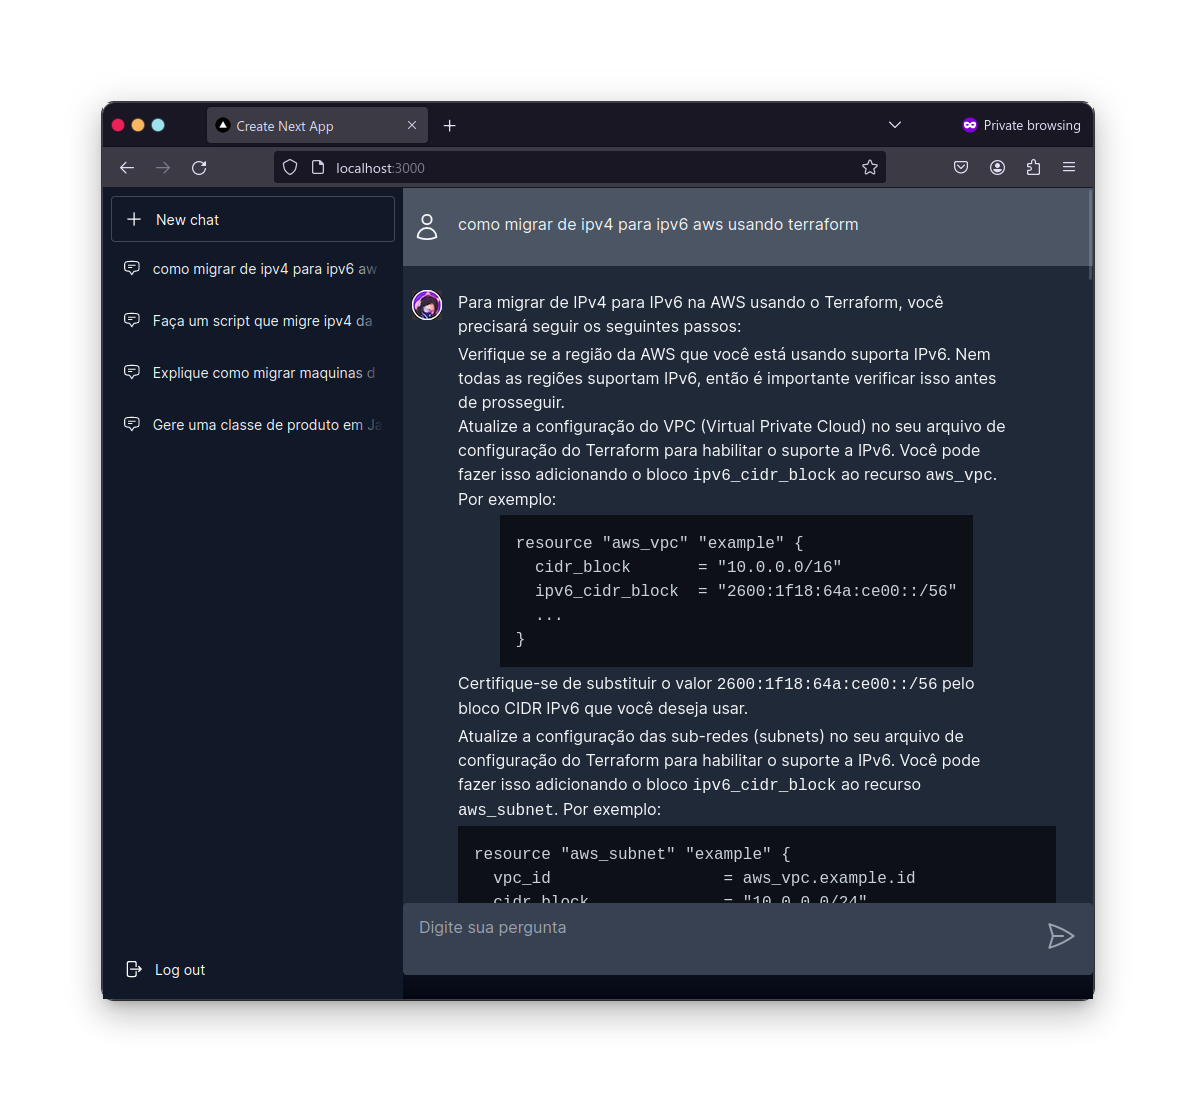 Create Next App
Private browsing
localhost:3000
New chat
como migrar de ipv4 para ipv6 aw
Faça um script que migre ipv4 da
Explique como migrar maquinas d
Gere uma classe de produto em Ja
Log out
como migrar de ipv4 para ipv6 aws usando terraform
Para migrar de IPv4 para IPv6 na AWS usando o Terraform, você
precisará seguir os seguintes passos:
Verifique se a região da AWS que você está usando suporta IPv6. Nem
todas as regiões suportam IPv6, então é importante verificar isso antes
de prosseguir.
Atualize a configuração do VPC (Virtual Private Cloud) no seu arquivo de
configuração do Terraform para habilitar o suporte a IPv6. Você pode
fazer isso adicionando o bloco ipv6_cidr_block ao recurso aws_vpc.
Por exemplo:
resource "aws_vpc" "example" {
cidr_block = "10.0.0.0/16"
ipv6_cidr_block = "2600:1f18:64a:ce00::/56"
...
}
Certifique-se de substituir o valor 2600:1f18:64a:ce00::/56 pelo
bloco CIDR IPv6 que você deseja usar.
Atualize a configuração das sub-redes (subnets) no seu arquivo de
configuração do Terraform para habilitar o suporte a IPv6. Você pode
fazer isso adicionando o bloco ipv6_cidr_block ao recurso
aws_subnet. Por exemplo:
resource "aws_subnet" "example" {
vpc_id = aws_vpc.example.id
cidr_block = "10.0.0.0/24"
Digite sua pergunta